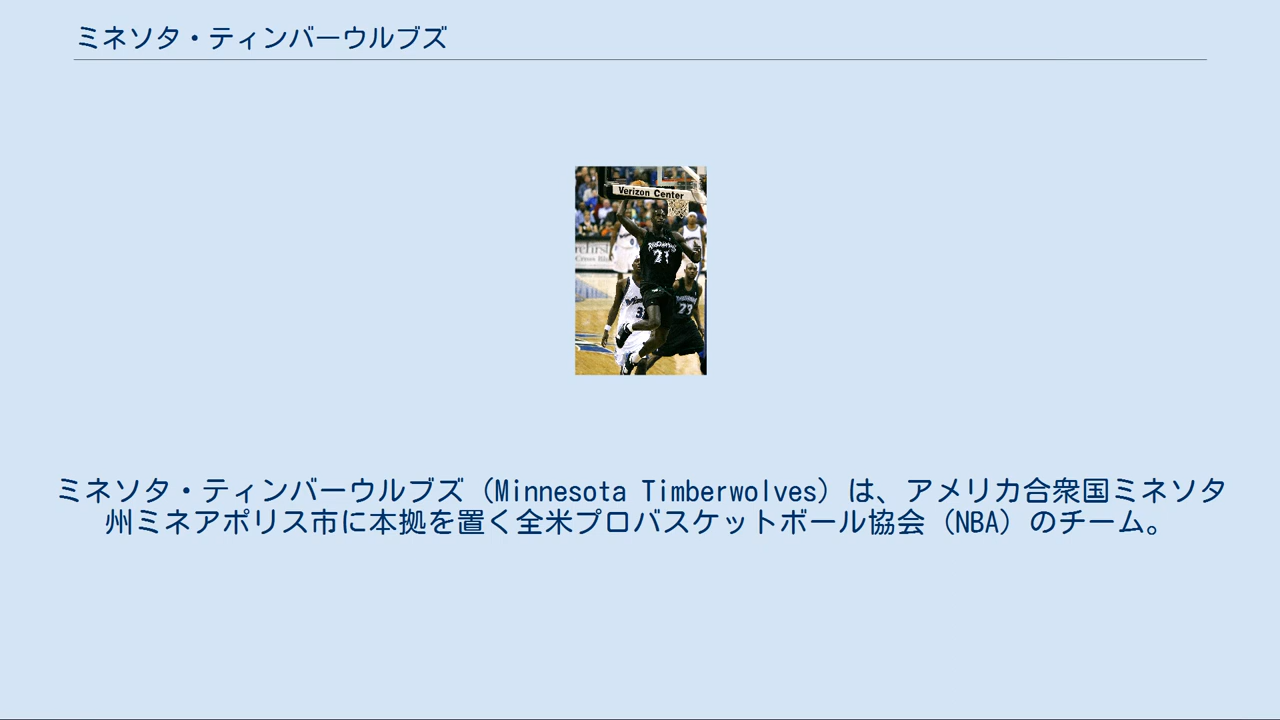 ミネソタ・ティンバーウルブズ
Verizon Center
21
23
ミネソタ・ティンバーウルブズ (Minnesota Timberwolves) は、アメリカ合衆国ミネソタ
州ミネアポリス市に本拠を置く全米プロバスケットボール協会 (NBA) のチーム。